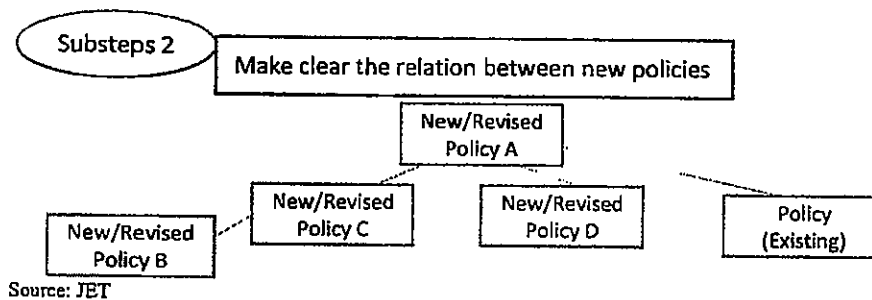 Substeps 2
Make clear the relation between new policies
New/Revised
Policy A
New/Revised
Policy C
New/Revised
Policy D
Policy
(Existing)
New/Revised
Policy B
Source: JET